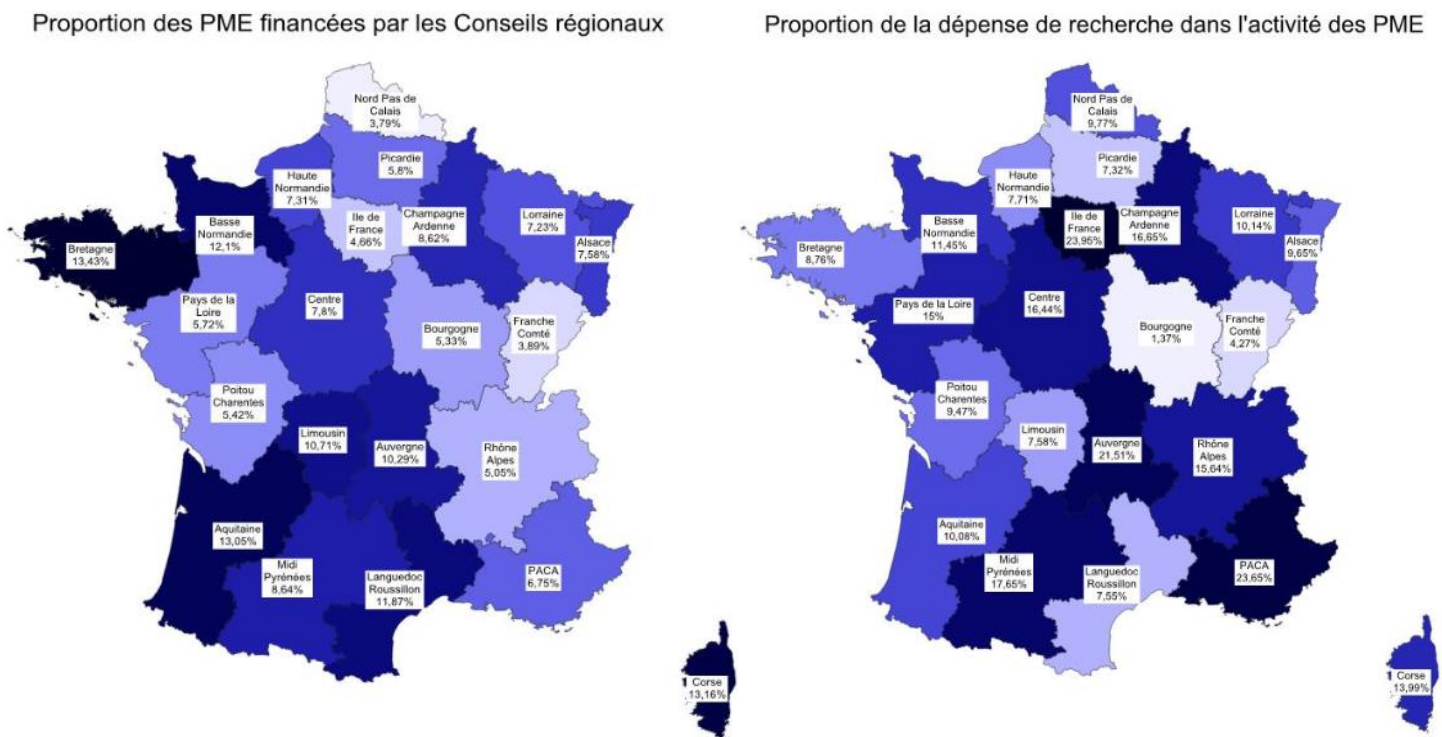 Proportion des PME financées par les Conseils régionaux
Nord Pas de
Calais
3,79%
Picardie
5,8%
Haute
Normandie
7,31%
Ile de
France
4,66%
Champagne
Ardenne
8,62%
Lorraine
7,23%
Alsace
7,58%
Basse
Normandie
12,1%
Bretagne
13,43%
Pays de la
Loire
5,72%
Centre
7,8%
Bourgogne
5,33%
Franche
Comté
3,89%
Poitou
Charentes
5,42%
Limousin
10,71%
Auvergne
10,29%
Rhône
Alpes
5,05%
Aquitaine
13,05%
Midi
Pyrénées
8,64%
Languedoc
Roussillon
11,87%
PACA
6,75%
Corse
13,16%
Proportion de la dépense de recherche dans l'activité des PME
Nord Pas de
Calais
9,77%
Picardie
7,32%
Haute
Normandie
7,71%
Ile de
France
23,95%
Champagne
Ardenne
16,65%
Lorraine
10,14%
Alsace
9,65%
Basse
Normandie
11,45%
Bretagne
8,76%
Pays de la Loire
15%
Centre
16,44%
Bourgogne
1,37%
Franche
Comté
4,27%
Poitou
Charentes
9,47%
Limousin
7,58%
Auvergne
21,51%
Rhône
Alpes
15,64%
Aquitaine
10,08%
Midi
Pyrénées
17,65%
Languedoc
Roussillon
7,55%
PACA
23,65%
Corse
13,99%